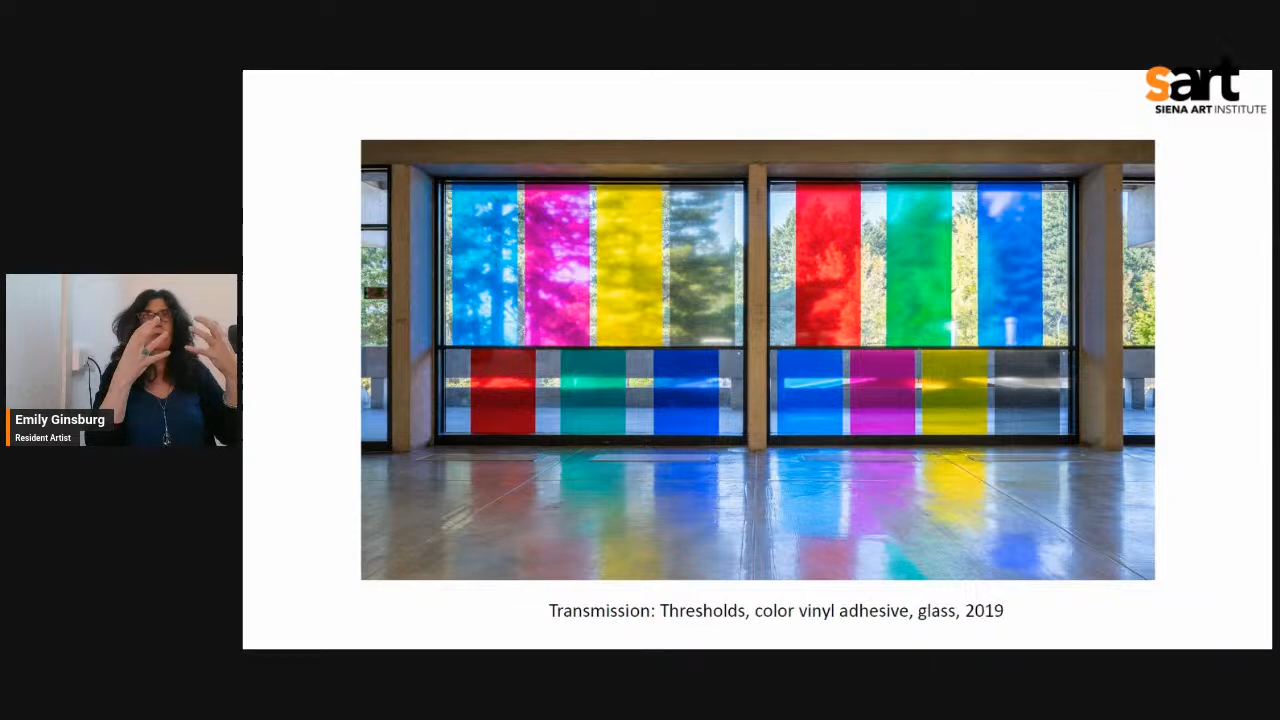 sart
SIENA ART INSTITUTE
Emily Ginsburg
Resident Artist
Transmission: Thresholds, color vinyl adhesive, glass, 2019